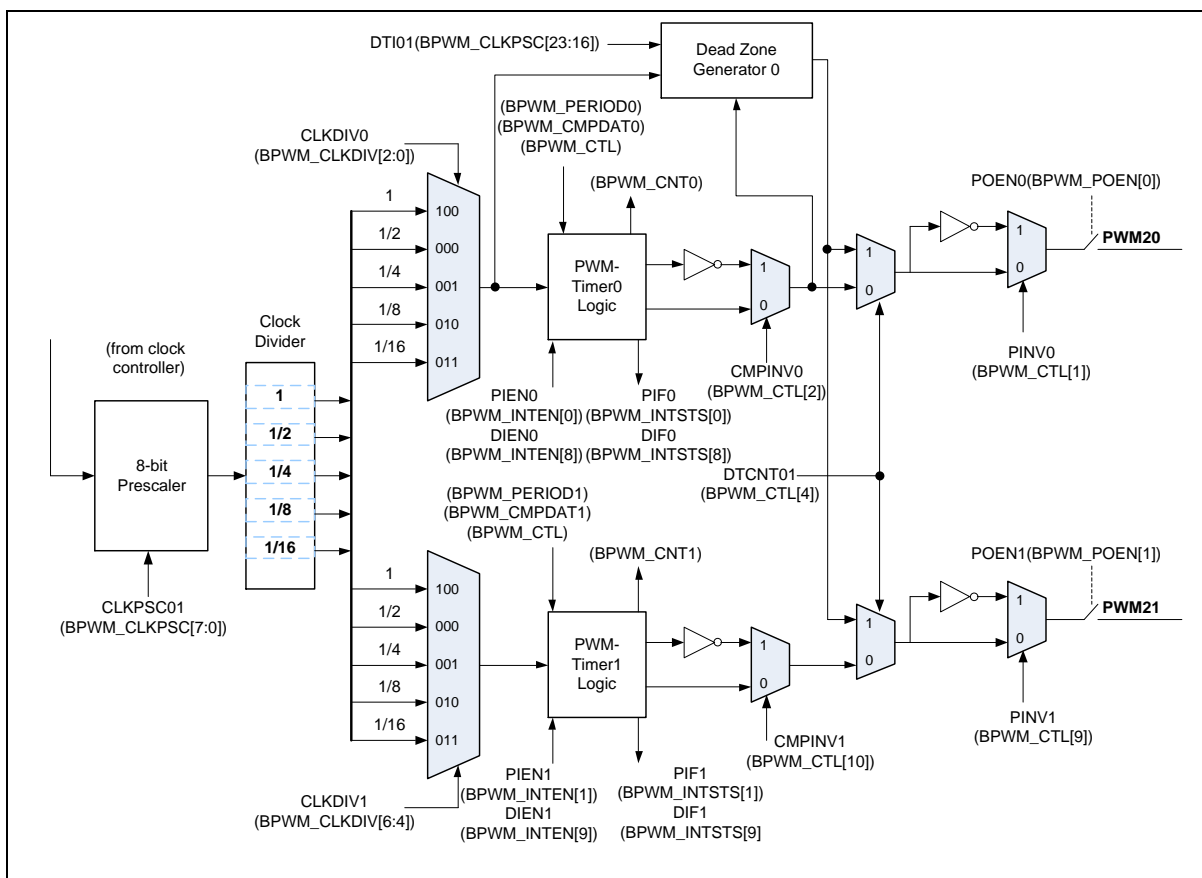 DTI01(BPWM_CLKPSC[23:16])
Dead Zone
Generator 0
CLKDIV0
(BPWM_CLKDIV[2:0])
(BPWM_PERIOD0)
(BPWM_CMPDAT0)
(BPWM_CTL)
(BPWM_CNT0)
POEN0(BPWM_POEN[0])
1
100
1/2
000
1/4
001
1/8
010
1/16
011
PWM-
Timer0
Logic
1
0
1
0
1
0
PWM20
Clock
Divider
(from clock
controller)
CMPINV0
(BPWM_CTL[2])
PINV0
(BPWM_CTL[1])
PIEN0
(BPWM_INTEN[0])
DIEN0
(BPWM_INTEN[8])
PIF0
(BPWM_INTSTS[0])
DIF0
(BPWM_INTSTS[8])
1
1/2
1/4
1/8
1/16
8-bit
Prescaler
DTCNT01
(BPWM_CTL[4])
(BPWM_PERIOD1)
(BPWM_CMPDAT1)
(BPWM_CTL)
(BPWM_CNT1)
POEN1(BPWM_POEN[1])
CLKPSC01
(BPWM_CLKPSC[7:0])
1
100
1/2
000
1/4
001
1/8
010
1/16
011
PWM-
Timer1
Logic
1
0
1
0
1
0
PWM21
CMPINV1
(BPWM_CTL[10])
PINV1
(BPWM_CTL[9])
CLKDIV1
(BPWM_CLKDIV[6:4])
PIEN1
(BPWM_INTEN[1])
DIEN1
(BPWM_INTEN[9])
PIF1
(BPWM_INTSTS[1])
DIF1
(BPWM_INTSTS[9]